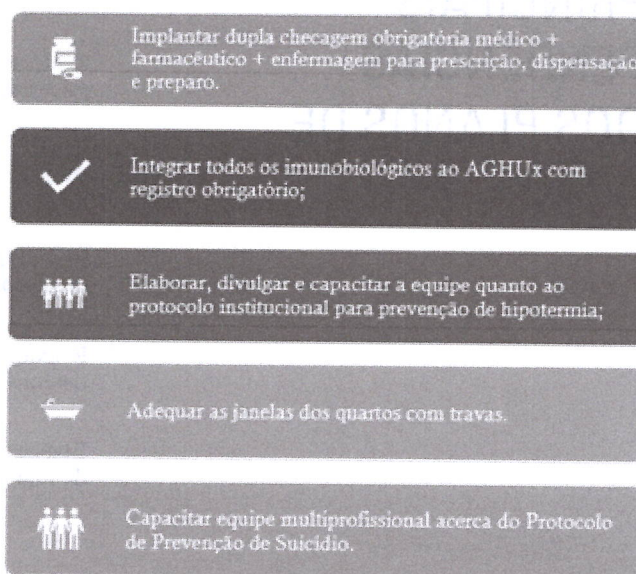 Implantar dupla checagem obrigatória médico +
farmacêutico + enfermagem para prescrição, dispensação
e preparo.
Integrar todos os imunobiológicos ao AGHUx com
registro obrigatório;
Elaborar, divulgar e capacitar a equipe quanto ao
protocolo institucional para prevenção de hipotermia;
Adequar as janelas dos quartos com travas.
Capacitar equipe multiprofissional acerca do Protocolo
de Prevenção de Suicídio.